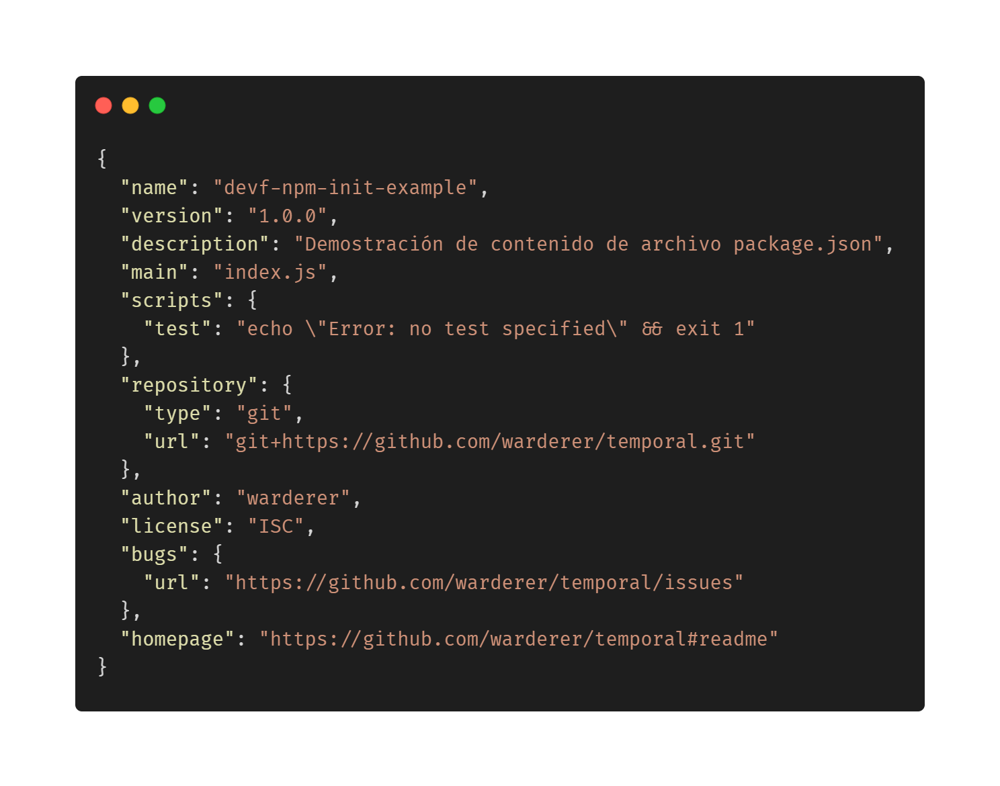 {
  "name": "devf-npm-init-example",
  "version": "1.0.0",
  "description": "Demostración de contenido de archivo package.json",
  "main": "index.js",
  "scripts": {
    "test": "echo \"Error: no test specified\" && exit 1"
  },
  "repository": {
    "type": "git",
    "url": "git+https://github.com/warderer/temporal.git"
  },
  "author": "warderer",
  "license": "ISC",
  "bugs": {
    "url": "https://github.com/warderer/temporal/issues"
  },
  "homepage": "https://github.com/warderer/temporal#readme"
}